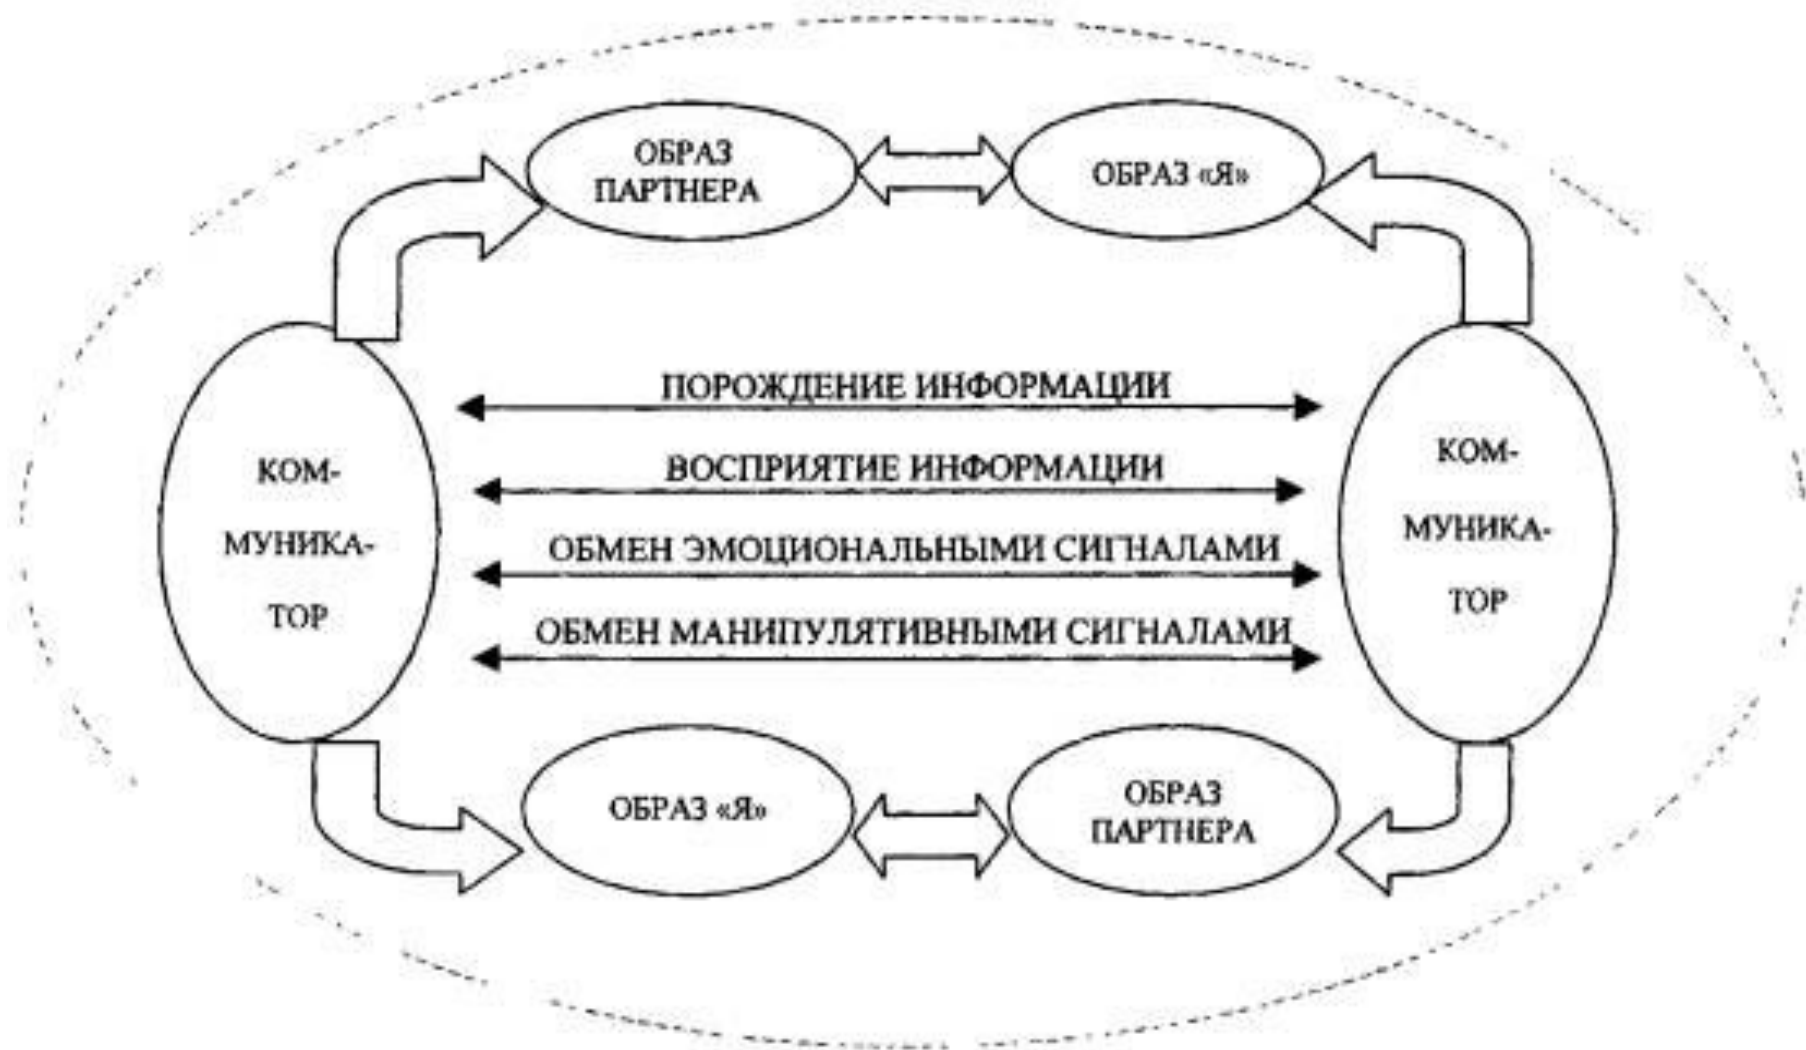 ОБРАЗ
ПАРТНЕРА
ОБРАЗ «Я»
ПОРОЖДЕНИЕ ИНФОРМАЦИИ
ВОСПРИЯТИЕ ИНФОРМАЦИИ
ОБМЕН ЭМОЦИОНАЛЬНЫМИ СИГНАЛАМИ
ОБМЕН МАНИПУЛЯТИВНЫМИ СИГНАЛАМИ
КОМ-
МУНИКА-
ТОР
КОМ-
МУНИКА-
ТОР
ОБРАЗ «Я»
ОБРАЗ
ПАРТНЕРА